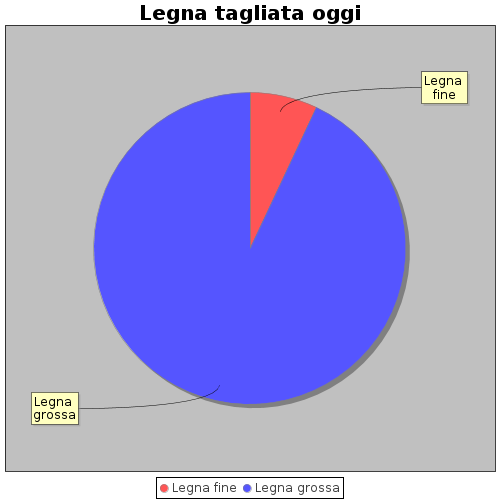 Legna tagliata oggi
Legna
fine
Legna
grossa
Legna fine Legna grossa